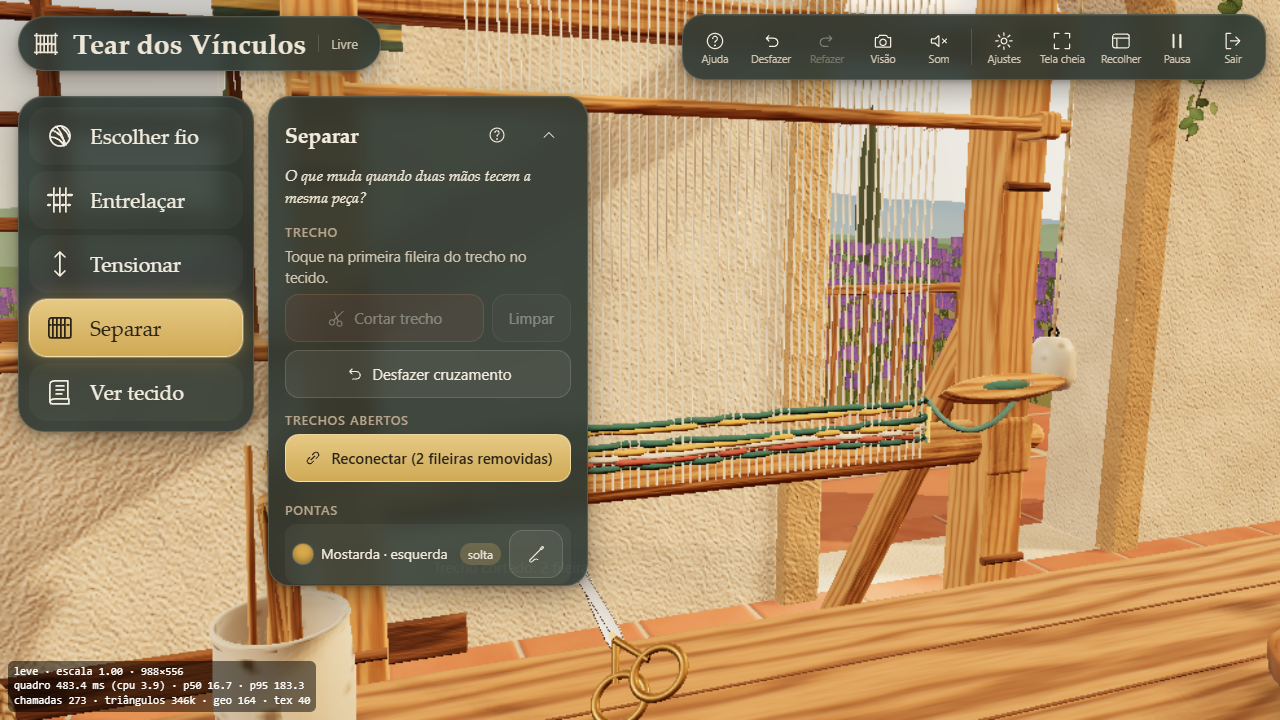 Tear dos Vínculos
Livre
Ajuda
Desfazer
Refazer
Visão
Som
Ajustes
Tela cheia
Recolher
Pausa
Sair
Escolher fio
Entrelaçar
Tensionar
Separar
Ver tecido
Separar
O que muda quando duas mãos tecem a
mesma peça?
TRECHO
Toque na primeira fileira do trecho no
tecido.
Cortar trecho
Limpar
Desfazer cruzamento
TRECHOS ABERTOS
Reconectar (2 fileiras removidas)
PONTAS
Mostarda · esquerda
solta
leve · escala 1.00 · 988×556
quadro 483.4 ms (cpu 3.9) · p50 16.7 · p95 183.3
chamadas 273 · triângulos 346k · geo 164 · tex 40